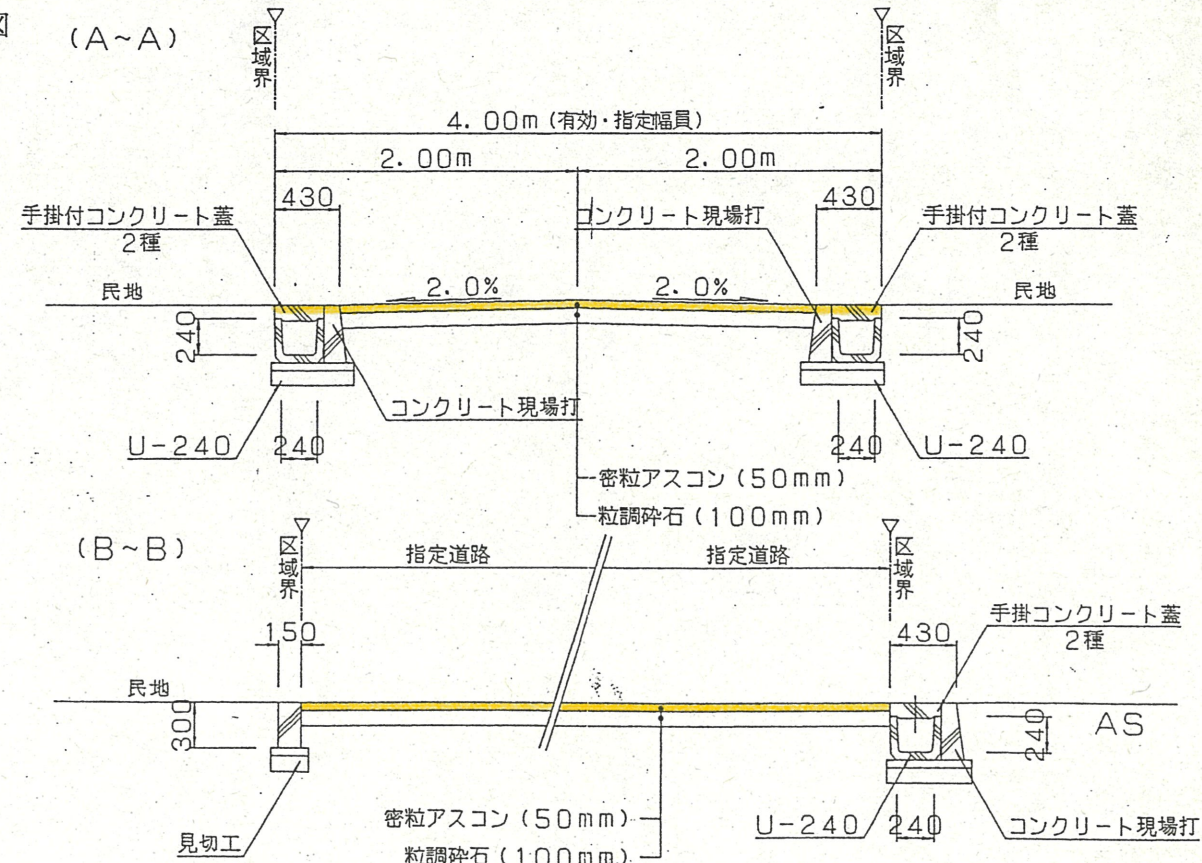 図
(A~A)
区域界
区域界
4.00m (有効・指定幅員)
2.00m
2.00m
430
430
手掛付コンクリート蓋
2種
コンクリート現場打
手掛付コンクリート蓋
2種
民地
2.0%
2.0%
民地
240
240
コンクリート現場打
U-240
240
240
U-240
密粒アスコン (50mm)
粒調砕石 (100mm)
(B~B)
区域界
指定道路
指定道路
区域界
150
430
手掛コンクリート蓋
2種
民地
300
240
AS
見切工
密粒アスコン (50mm)
粒調砕石 (100mm)
U-240
240
コンクリート現場打